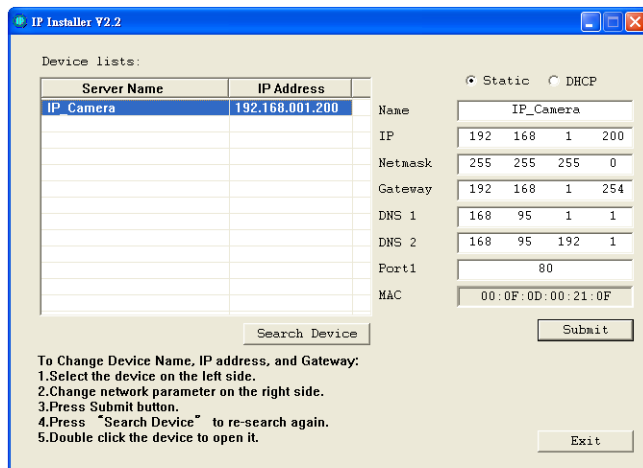 IP Installer V2.2
Device lists:
Server Name IP Address
IP_Camera 192.168.001.200
Static DHCP
Name IP_Camera
IP 192 168 1 200
Netmask 255 255 255 0
Gateway 192 168 1 254
DNS 1 168 95 1 1
DNS 2 168 95 192 1
Port1 80
MAC 00:0F:0D:00:21:0F
Search Device
Submit
To Change Device Name, IP address, and Gateway:
1.Select the device on the left side.
2.Change network parameter on the right side.
3.Press Submit button.
4.Press “Search Device” to re-search again.
5.Double click the device to open it.
Exit